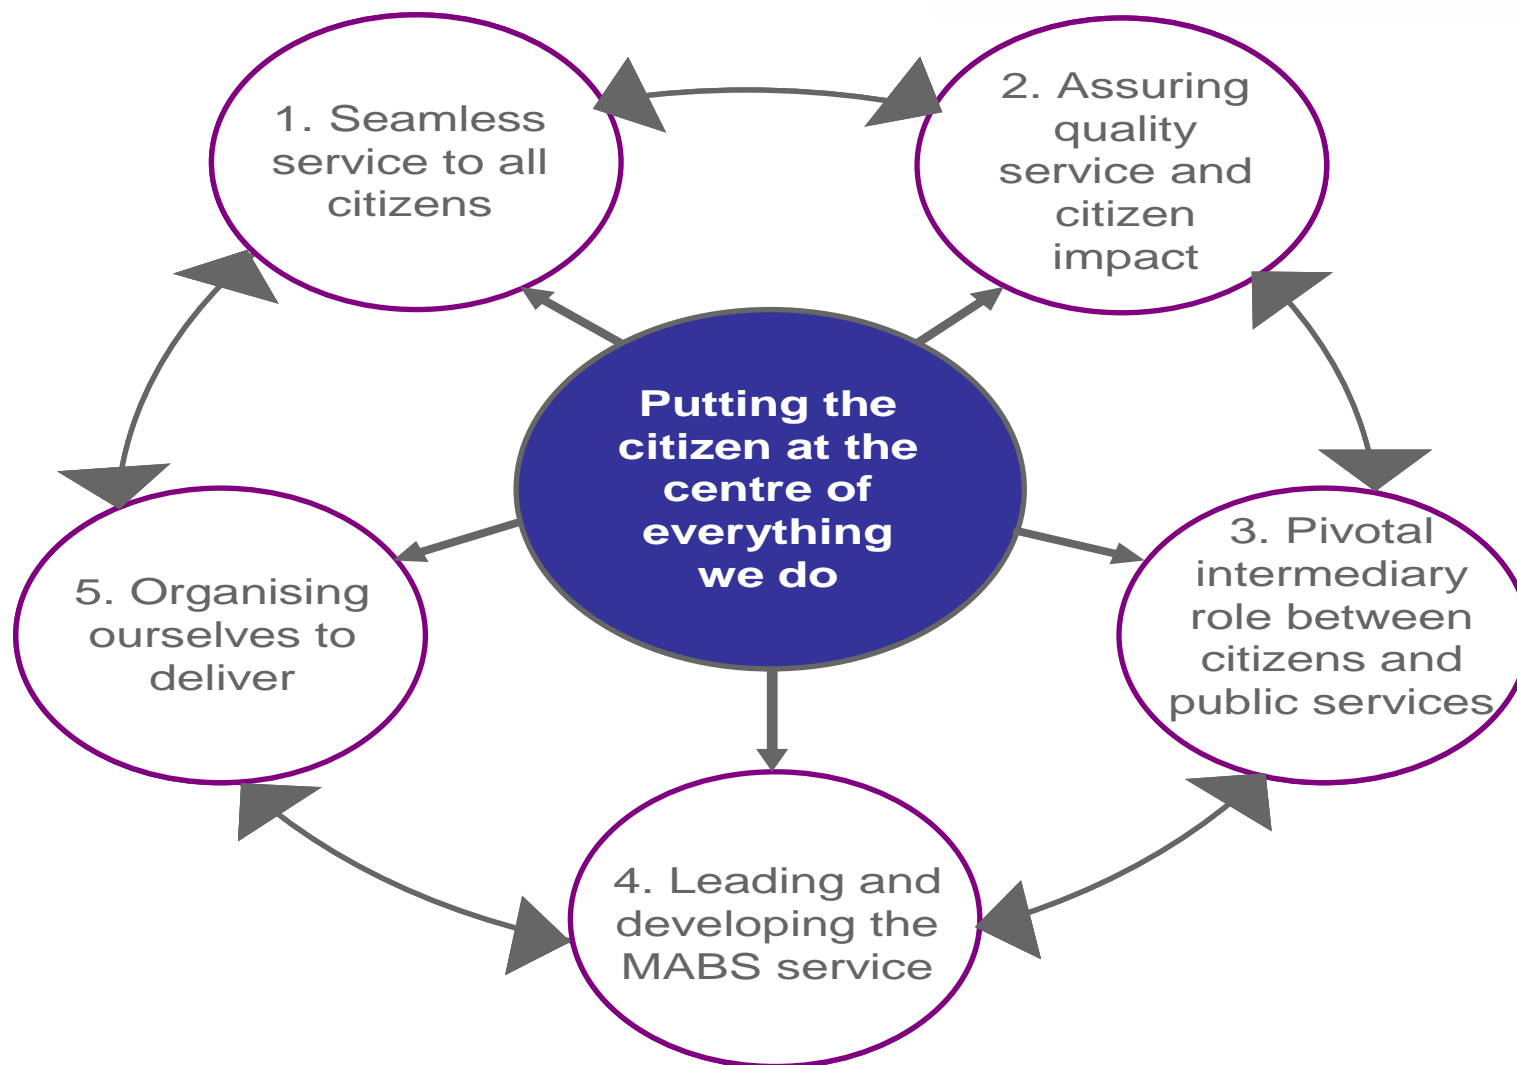 1. Seamless
service to all
citizens
2. Assuring
quality
service and
citizen
impact
Putting the
citizen at the
centre of
everything
we do
3. Pivotal
intermediary
role between
citizens and
public services
4. Leading and
developing the
MABS service
5. Organising
ourselves to
deliver